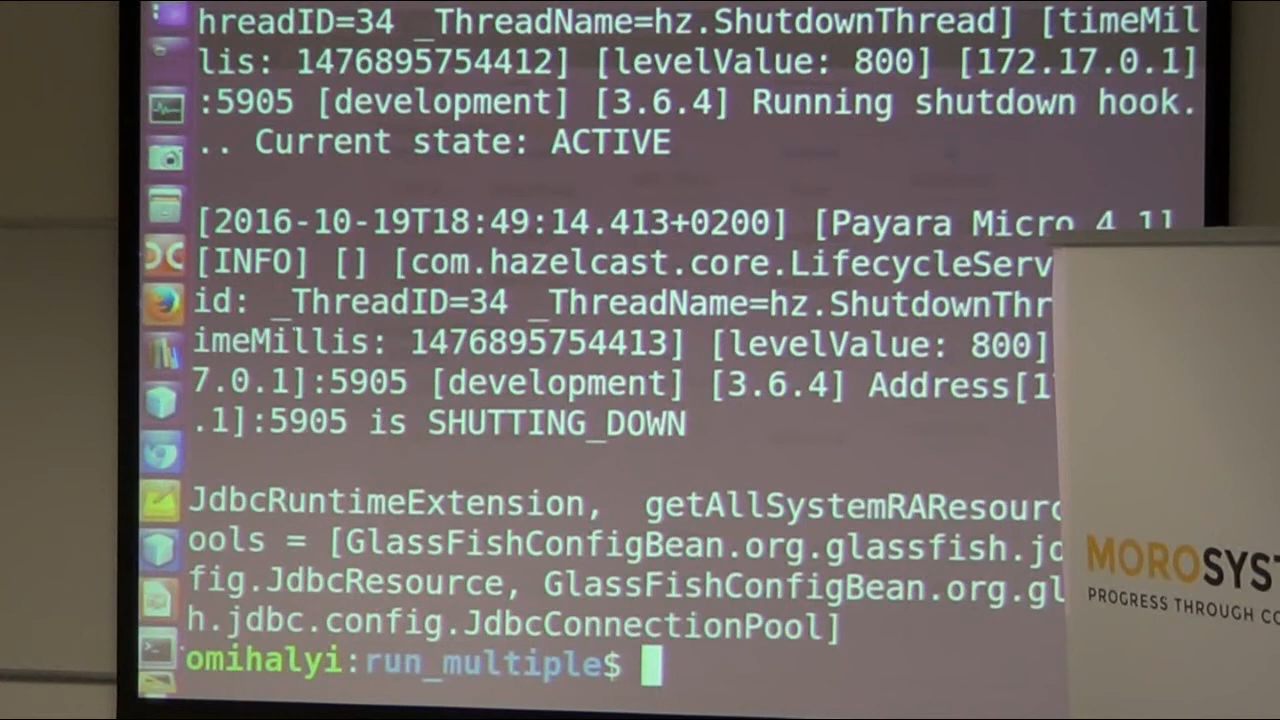 hreadID=34 _ThreadName=hz.ShutdownThread] [timeMil
lis: 1476895754412] [levelValue: 800] [172.17.0.1]
:5905 [development] [3.6.4] Running shutdown hook.
.. Current state: ACTIVE
[2016-10-19T18:49:14.413+0200] [Payara Micro 4.1]
[INFO] [] [com.hazelcast.core.LifecycleServ
id: _ThreadID=34 _ThreadName=hz.ShutdownThr
imeMillis: 1476895754413] [levelValue: 800]
7.0.1]:5905 [development] [3.6.4] Address[1
.1]:5905 is SHUTTING_DOWN
JdbcRuntimeExtension, getAllSystemRAResourc
ools = [GlassFishConfigBean.org.glassfish.jd
fig.JdbcResource, GlassFishConfigBean.org.gl
h.jdbc.config.JdbcConnectionPool]
omihalyi:run_multiple$
MOROSYST
PROGRESS THROUGH CO